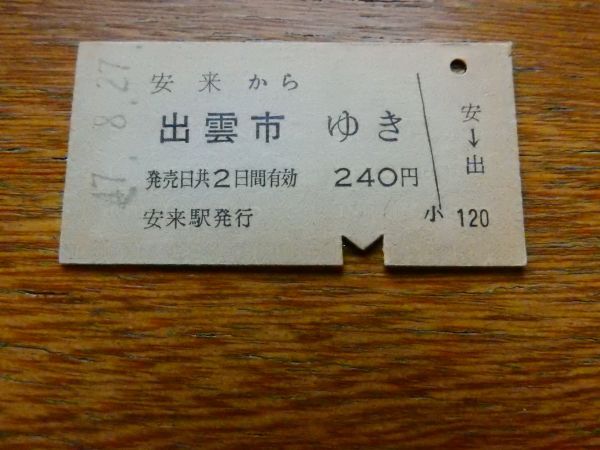 47.8.27.
安来から
出雲市 ゆき
発売日共2日間有効 240円
安来駅発行
安→出
小 120